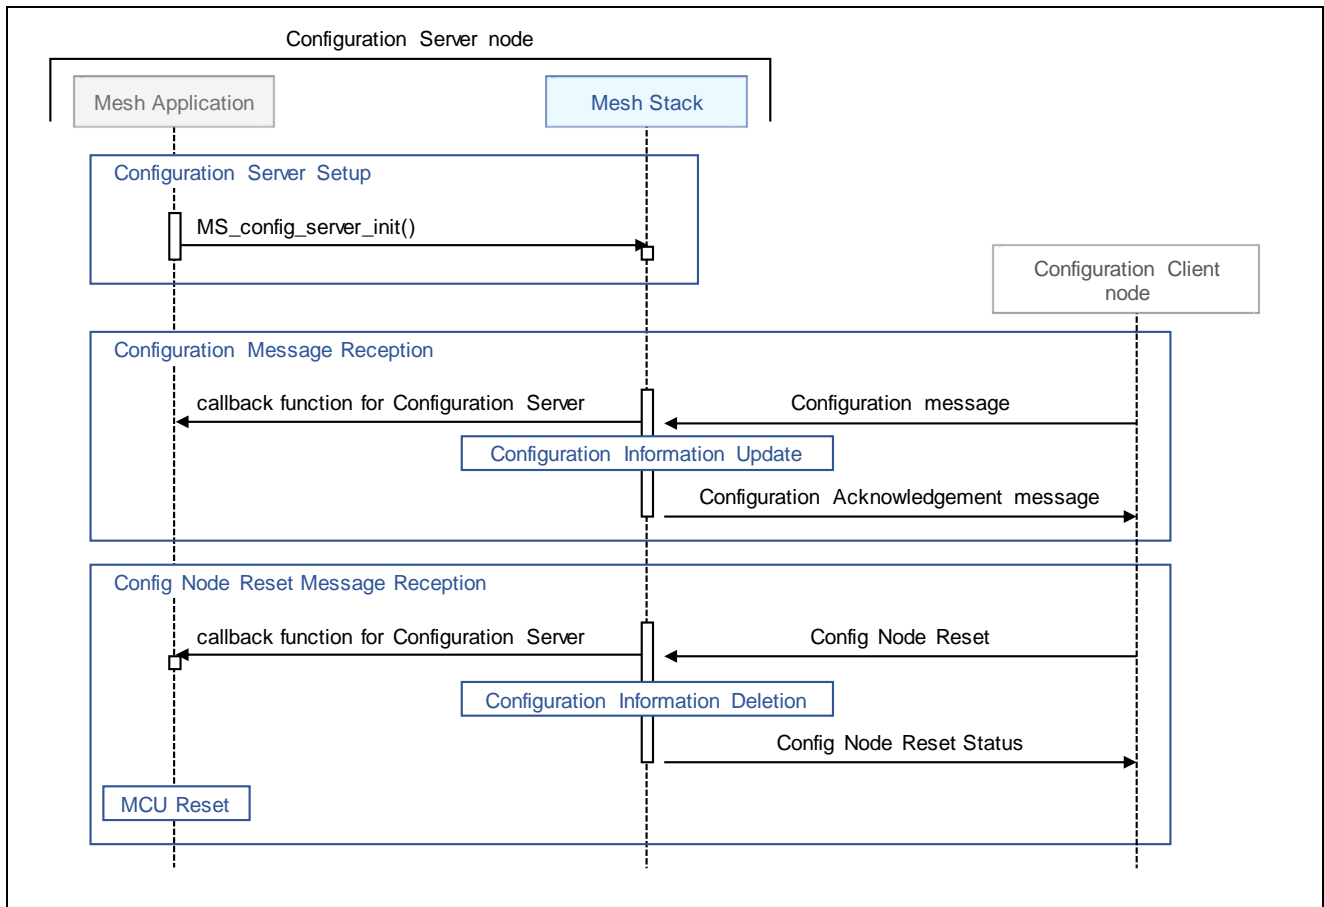 Configuration Server node
Mesh Application
Mesh Stack
Configuration Server Setup
MS_config_server_init()
Configuration Client
node
Configuration Message Reception
callback function for Configuration Server
Configuration message
Configuration Information Update
Configuration Acknowledgement message
Config Node Reset Message Reception
callback function for Configuration Server
Config Node Reset
Configuration Information Deletion
Config Node Reset Status
MCU Reset